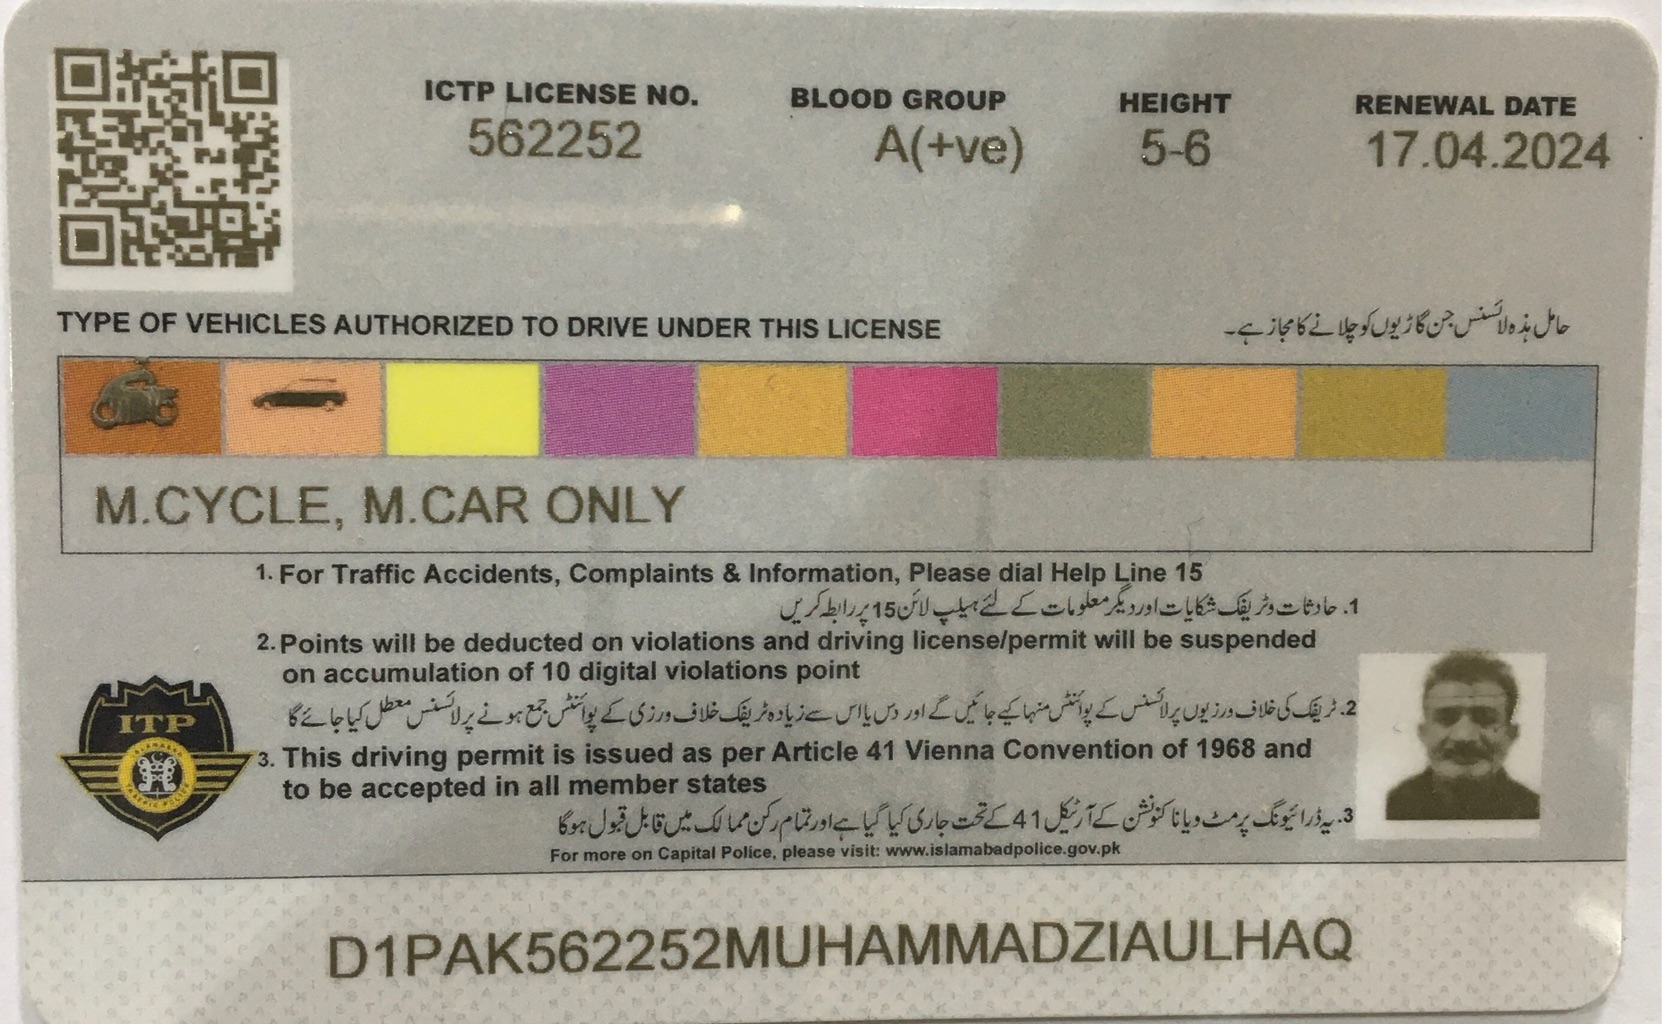 ICTP LICENSE NO.
562252
BLOOD GROUP
A(+ve)
HEIGHT
5-6
RENEWAL DATE
17.04.2024
TYPE OF VEHICLES AUTHORIZED TO DRIVE UNDER THIS LICENSE
حامل ہذہ لائسنس جن گاڑیوں کو چلانے کا مجاز ہے۔
M.CYCLE, M.CAR ONLY
1. For Traffic Accidents, Complaints & Information, Please dial Help Line 15
1. حادثات و ٹریفک شکایات اور دیگر معلومات کے لئے ہیلپ لائن 15 پر رابطہ کریں
2. Points will be deducted on violations and driving license/permit will be suspended
on accumulation of 10 digital violations point
2. ٹریفک کی خلاف ورزیوں پر لائسنس کے پوائنٹس منہا کیے جائیں گے اور دس یا اس سے زیادہ ٹریفک خلاف ورزی کے پوائنٹس جمع ہونے پر لائسنس معطل کیا جائے گا
3. This driving permit is issued as per Article 41 Vienna Convention of 1968 and
to be accepted in all member states
3. یہ ڈرائیونگ پرمٹ ویانا کنونشن کے آرٹیکل 41 کے تحت جاری کیا گیا ہے اور تمام رکن ممالک میں قابل قبول ہوگا
For more on Capital Police, please visit: www.islamabadpolice.gov.pk
ITP
ISLAMABAD
TRAFFIC POLICE
D1PAK562252MUHAMMADZIAULHAQ